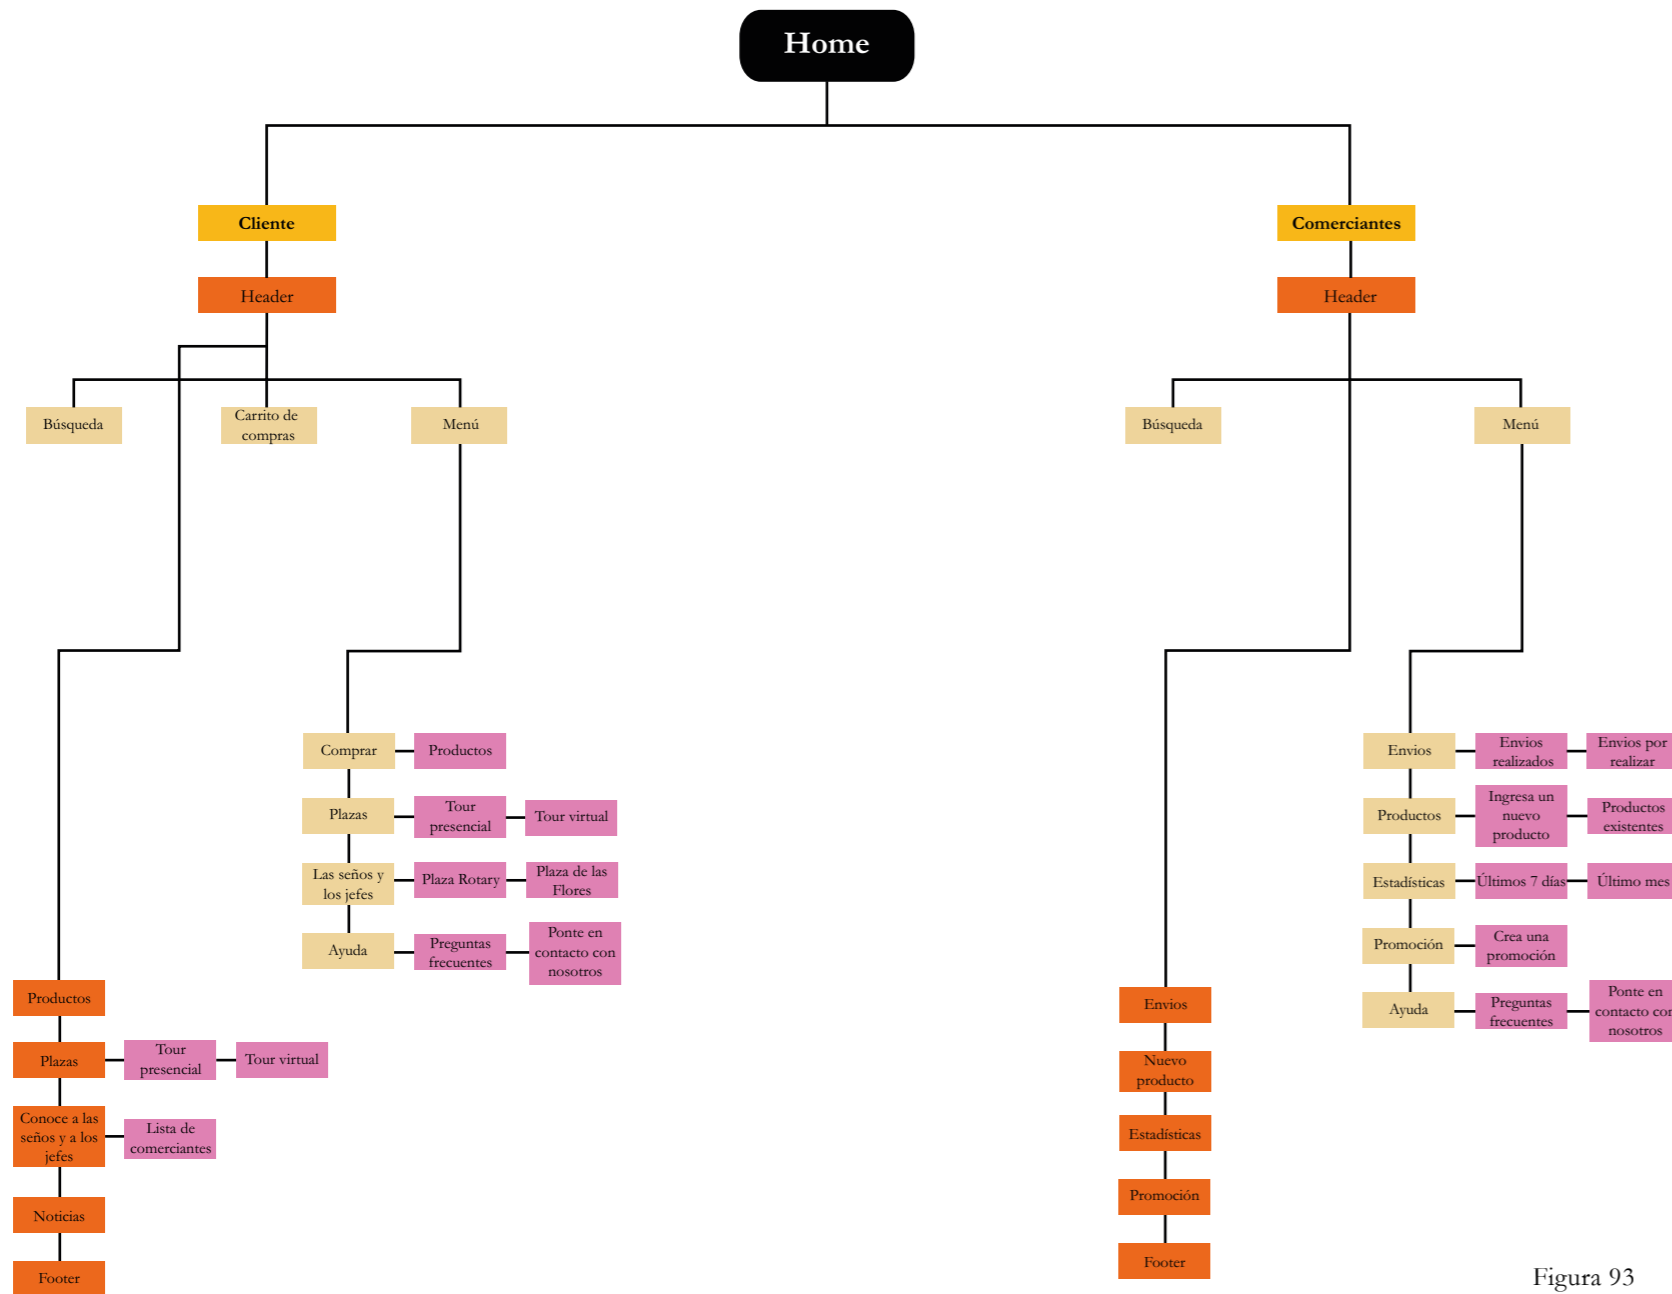 Home
Cliente
Comerciantes
Header
Header
Búsqueda
Carrito de
compras
Menú
Búsqueda
Menú
Comprar
Productos
Plazas
Tour
presencial
Tour virtual
Las seños y
los jefes
Plaza Rotary
Plaza de las
Flores
Ayuda
Preguntas
frecuentes
Ponte en
contacto con
nosotros
Productos
Plazas
Tour
presencial
Tour virtual
Conoce a las
seños y a los
jefes
Lista de
comerciantes
Noticias
Footer
Envios
Envios
realizados
Envios por
realizar
Productos
Ingresa un
nuevo
producto
Productos
existentes
Estadísticas
Últimos 7 días
Último mes
Promoción
Crea una
promoción
Ayuda
Preguntas
frecuentes
Ponte en
contacto con
nosotros
Envios
Nuevo
producto
Estadísticas
Promoción
Footer
Figura 93